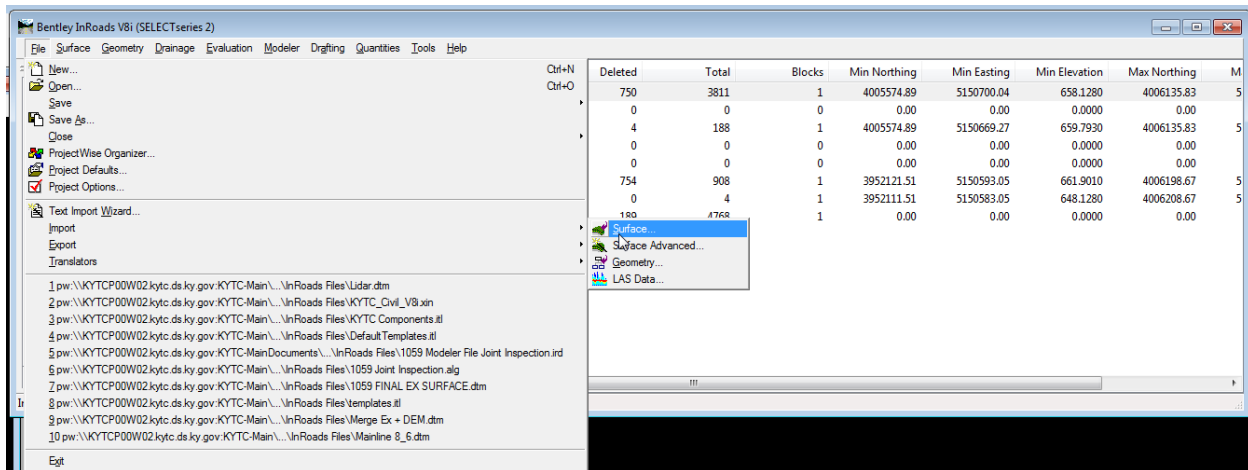 Bentley InRoads V8i (SELECTseries 2)
File Surface Geometry Drainage Evaluation Modeler Drafting Quantities Tools Help
New... Ctrl+N
Open... Ctrl+O
Save
Save As...
Close
ProjectWise Organizer...
Project Defaults...
Project Options...
Text Import Wizard...
Import
Export
Translators
1 pw:\\KYTCP00W02.kytc.ds.ky.gov:KYTC-Main\...\InRoads Files\Lidar.dtm
2 pw:\\KYTCP00W02.kytc.ds.ky.gov:KYTC-Main\...\InRoads Files\KYTC_Civil_V8i.xin
3 pw:\\KYTCP00W02.kytc.ds.ky.gov:KYTC-Main\...\InRoads Files\KYTC Components.itl
4 pw:\\KYTCP00W02.kytc.ds.ky.gov:KYTC-Main\...\InRoads Files\DefaultTemplates.itl
5 pw:\\KYTCP00W02.kytc.ds.ky.gov:KYTC-MainDocuments\...\InRoads Files\1059 Modeler File Joint Inspection.ird
6 pw:\\KYTCP00W02.kytc.ds.ky.gov:KYTC-Main\...\InRoads Files\1059 Joint Inspection.alg
7 pw:\\KYTCP00W02.kytc.ds.ky.gov:KYTC-Main\...\InRoads Files\1059 FINAL EX SURFACE.dtm
8 pw:\\KYTCP00W02.kytc.ds.ky.gov:KYTC-Main\...\InRoads Files\templates.itl
9 pw:\\KYTCP00W02.kytc.ds.ky.gov:KYTC-Main\...\InRoads Files\Merge Ex + DEM.dtm
10 pw:\\KYTCP00W02.kytc.ds.ky.gov:KYTC-Main\...\InRoads Files\Mainline 8_6.dtm
Exit
Surface...
Surface Advanced...
Geometry...
LAS Data...
Deleted Total Blocks Min Northing Min Easting Min Elevation Max Northing M
750 3811 1 4005574.89 5150700.04 658.1280 4006135.83 5
0 0 0 0.00 0.00 0.0000 0.00
4 188 1 4005574.89 5150669.27 659.7930 4006135.83 5
0 0 0 0.00 0.00 0.0000 0.00
0 0 0 0.00 0.00 0.0000 0.00
754 908 1 3952121.51 5150593.05 661.9010 4006198.67 5
0 4 1 3952111.51 5150583.05 648.1280 4006208.67 5
189 4768 1 0.00 0.00 0.0000 0.00